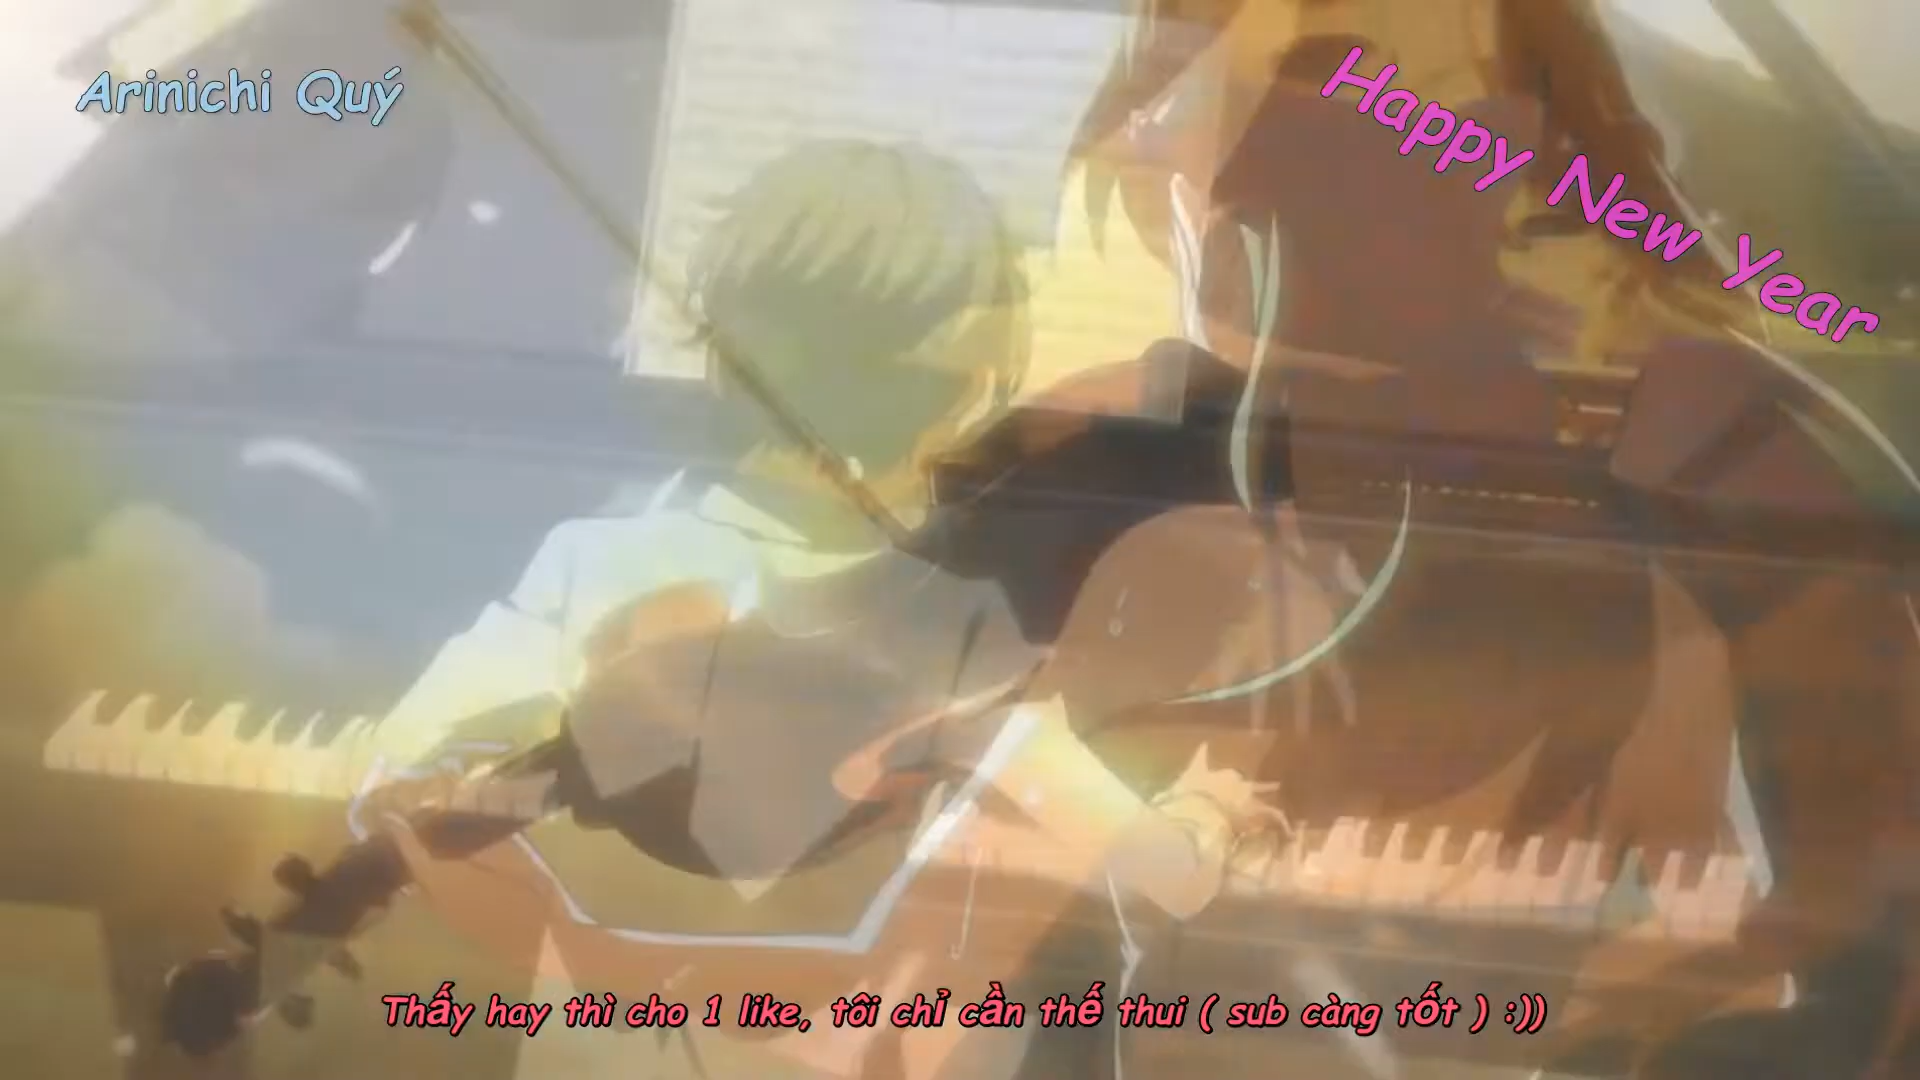 Arinichi Quý
Happy New Year
Thấy hay thì cho 1 like, tôi chỉ cần thế thui ( sub càng tốt ) :))